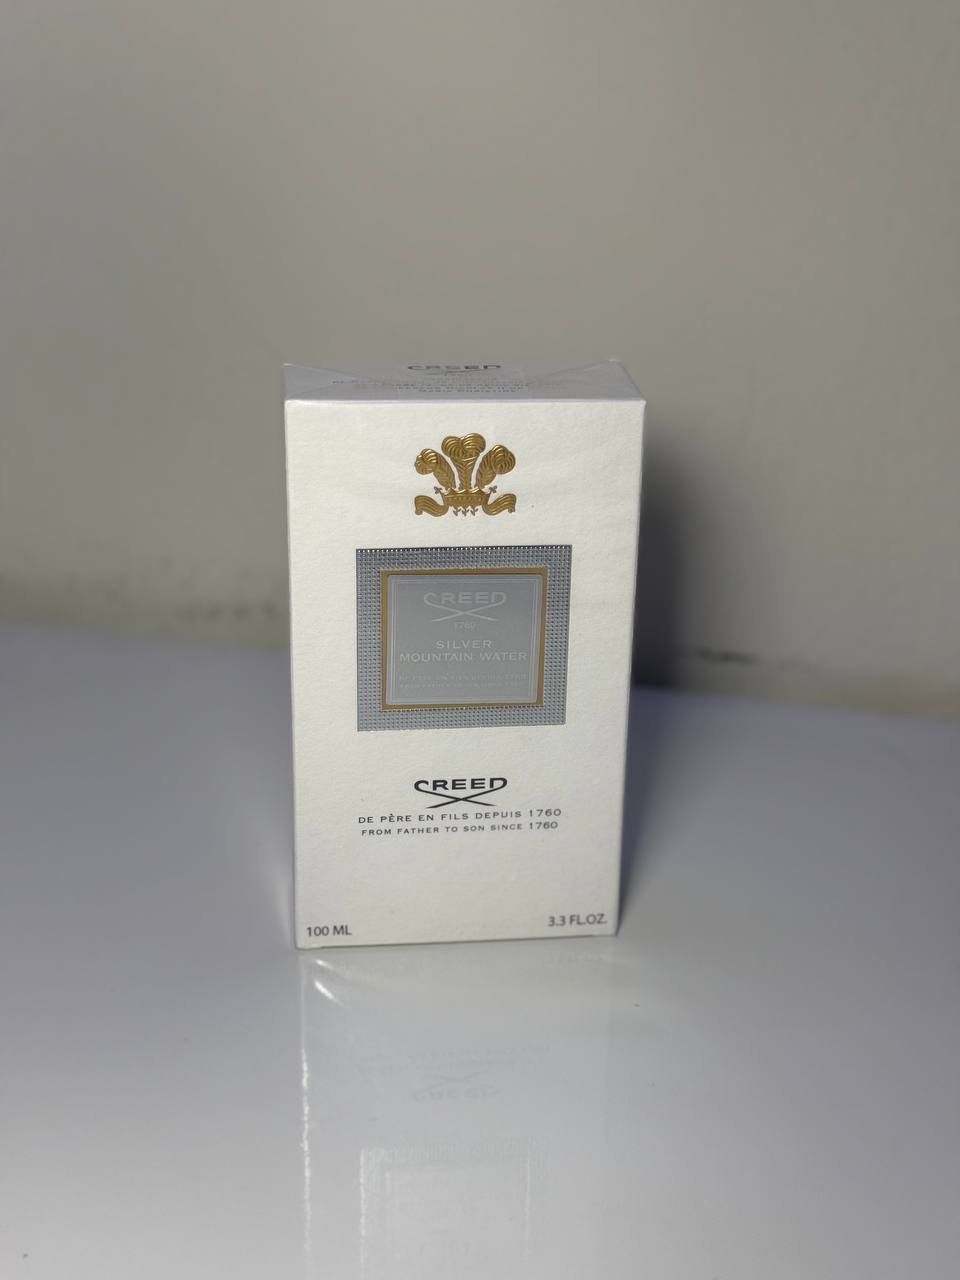 CREED
CREED
1760
SILVER
MOUNTAIN WATER
CREED
DE PÈRE EN FILS DEPUIS 1760
FROM FATHER TO SON SINCE 1760
100 ML
3.3 FL.OZ.